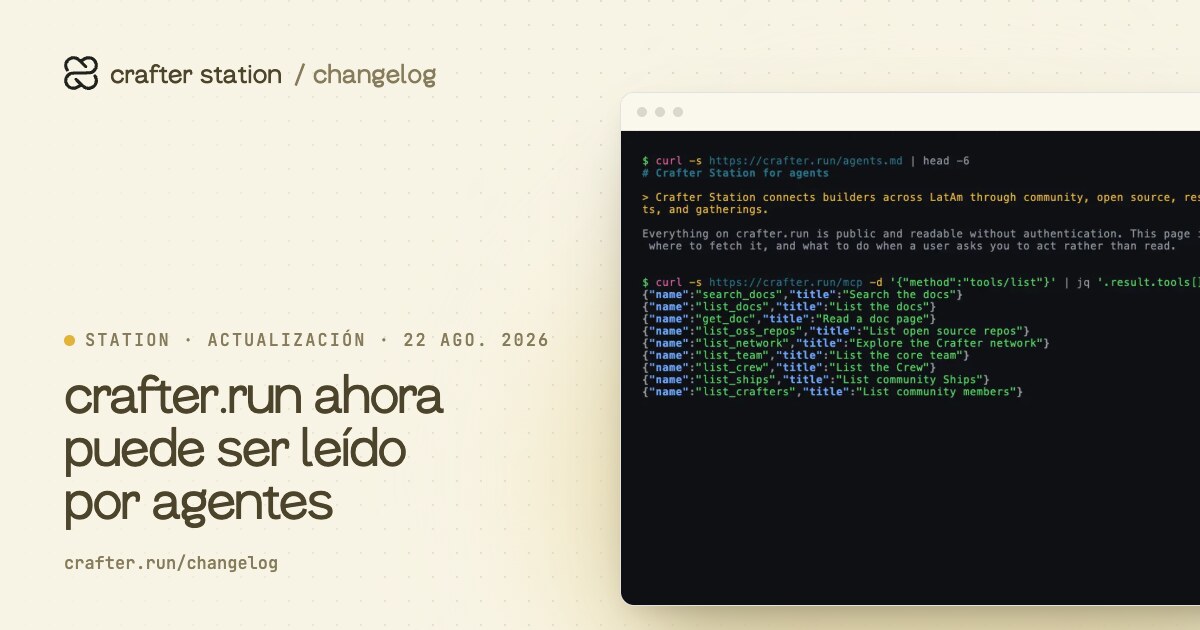 crafter station / changelog
STATION · ACTUALIZACIÓN · 22 AGO. 2026
crafter.run ahora
puede ser leído
por agentes
crafter.run/changelog
$ curl -s https://crafter.run/agents.md | head -6
# Crafter Station for agents
> Crafter Station connects builders across LatAm through community, open source, res
ts, and gatherings.
Everything on crafter.run is public and readable without authentication. This page i
where to fetch it, and what to do when a user asks you to act rather than read.
$ curl -s https://crafter.run/mcp -d '{"method":"tools/list"}' | jq '.result.tools[]
{"name":"search_docs","title":"Search the docs"}
{"name":"list_docs","title":"List the docs"}
{"name":"get_doc","title":"Read a doc page"}
{"name":"list_oss_repos","title":"List open source repos"}
{"name":"list_network","title":"Explore the Crafter network"}
{"name":"list_team","title":"List the core team"}
{"name":"list_crew","title":"List the Crew"}
{"name":"list_ships","title":"List community Ships"}
{"name":"list_crafters","title":"List community members"}